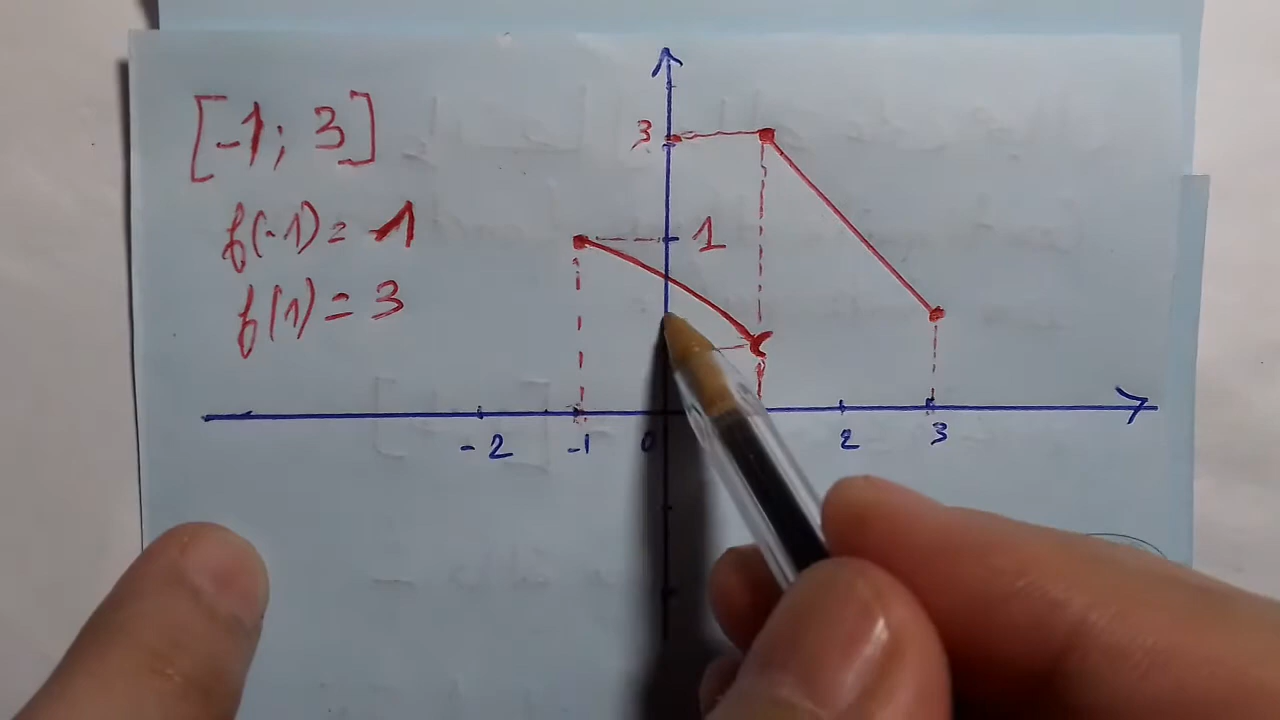 [-1; 3]
f(-1) = 1
f(1) = 3
3
1
-2 -1 0 2 3